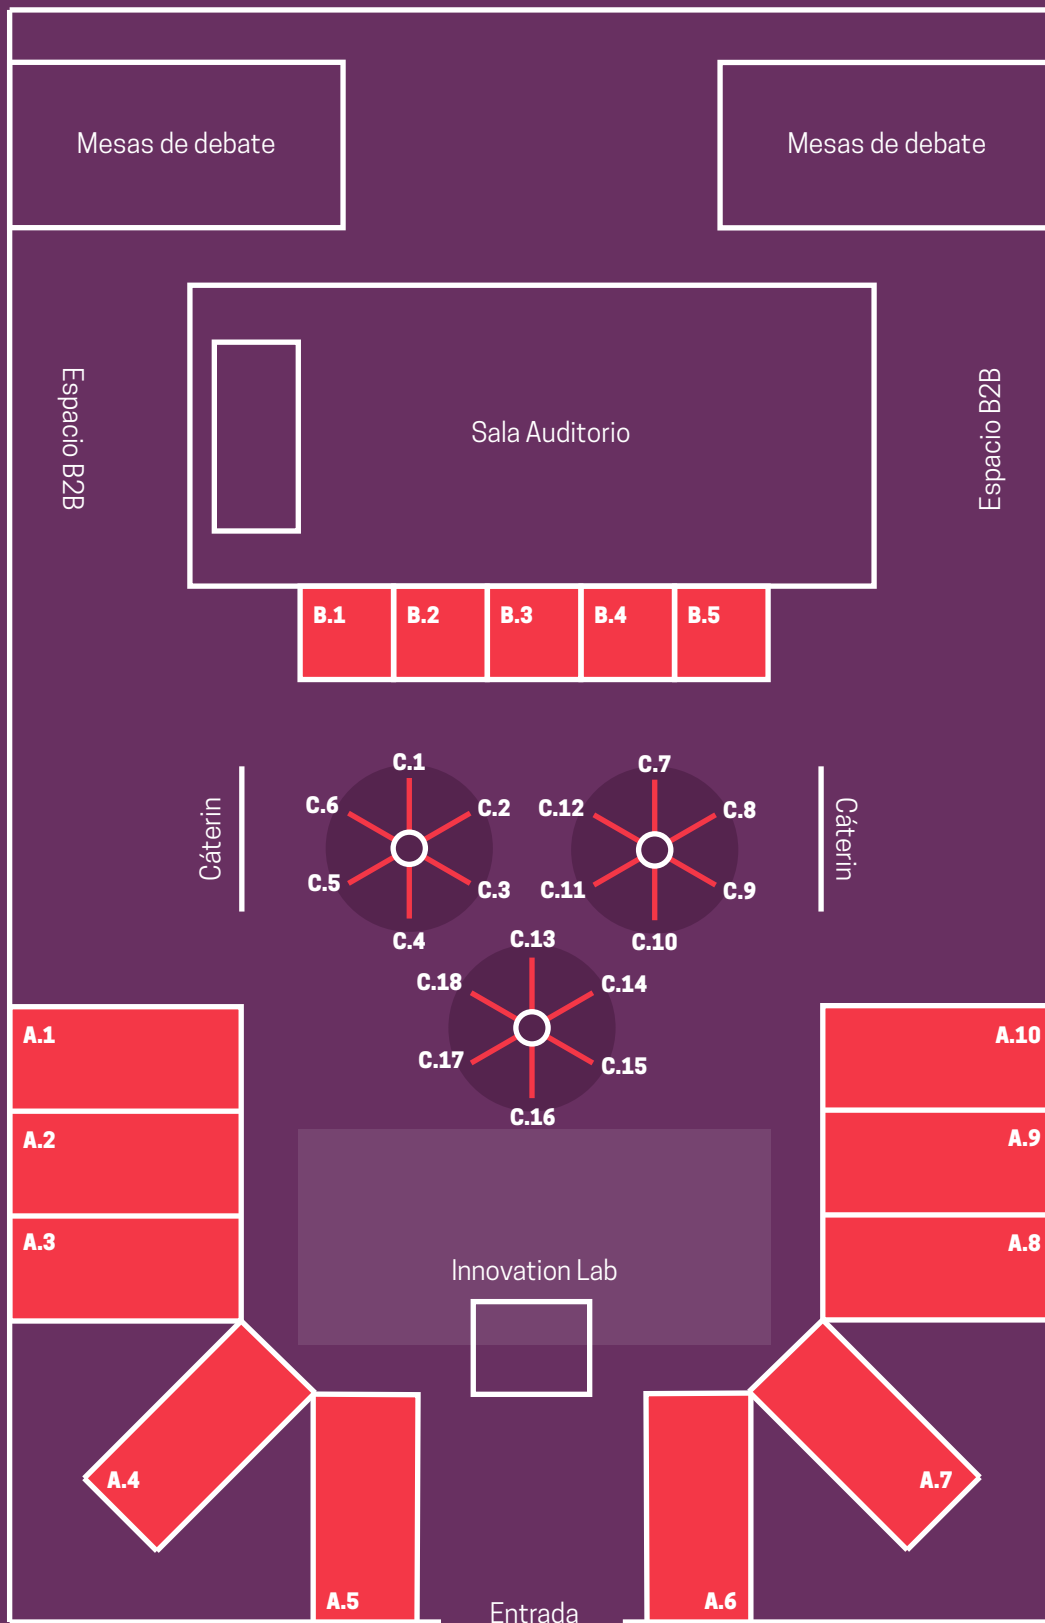 Mesas de debate
Mesas de debate
Espacio B2B
Sala Auditorio
Espacio B2B
B.1
B.2
B.3
B.4
B.5
C.1
C.7
C.6
C.2
C.12
C.8
Cáterin
Cáterin
C.5
C.3
C.11
C.9
C.4
C.13
C.10
C.18
C.14
A.1
A.10
C.17
C.15
C.16
A.2
A.9
A.3
A.8
Innovation Lab
A.4
A.7
A.5
A.6
Entrada